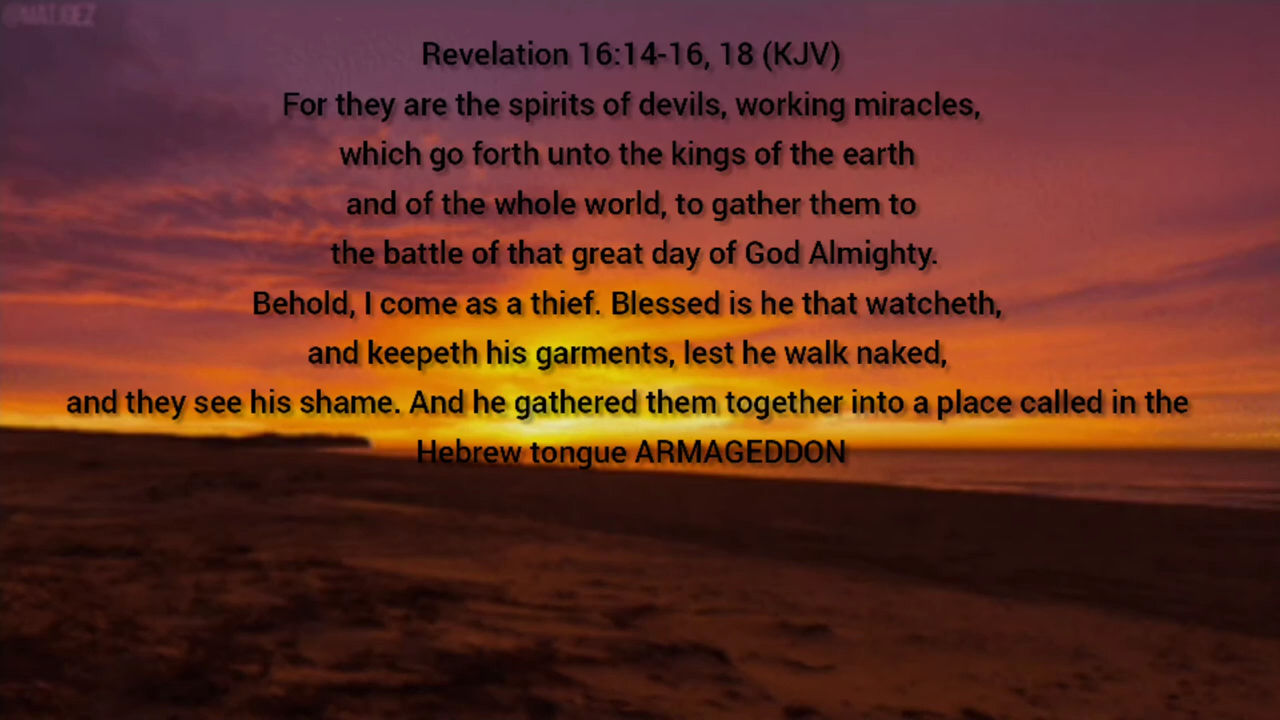 Revelation 16:14-16, 18 (KJV)
For they are the spirits of devils, working miracles,
which go forth unto the kings of the earth
and of the whole world, to gather them to
the battle of that great day of God Almighty.
Behold, I come as a thief. Blessed is he that watcheth,
and keepeth his garments, lest he walk naked,
and they see his shame. And he gathered them together into a place called in the
Hebrew tongue ARMAGEDDON